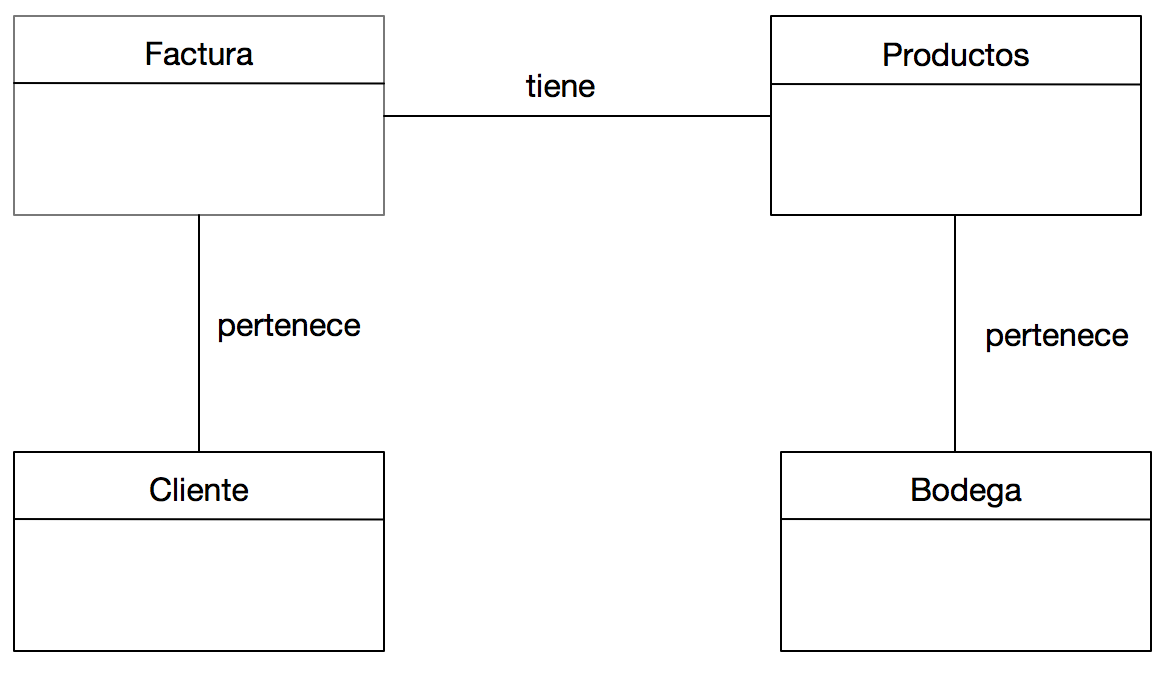 Factura
tiene
Productos
pertenece
pertenece
Cliente
Bodega